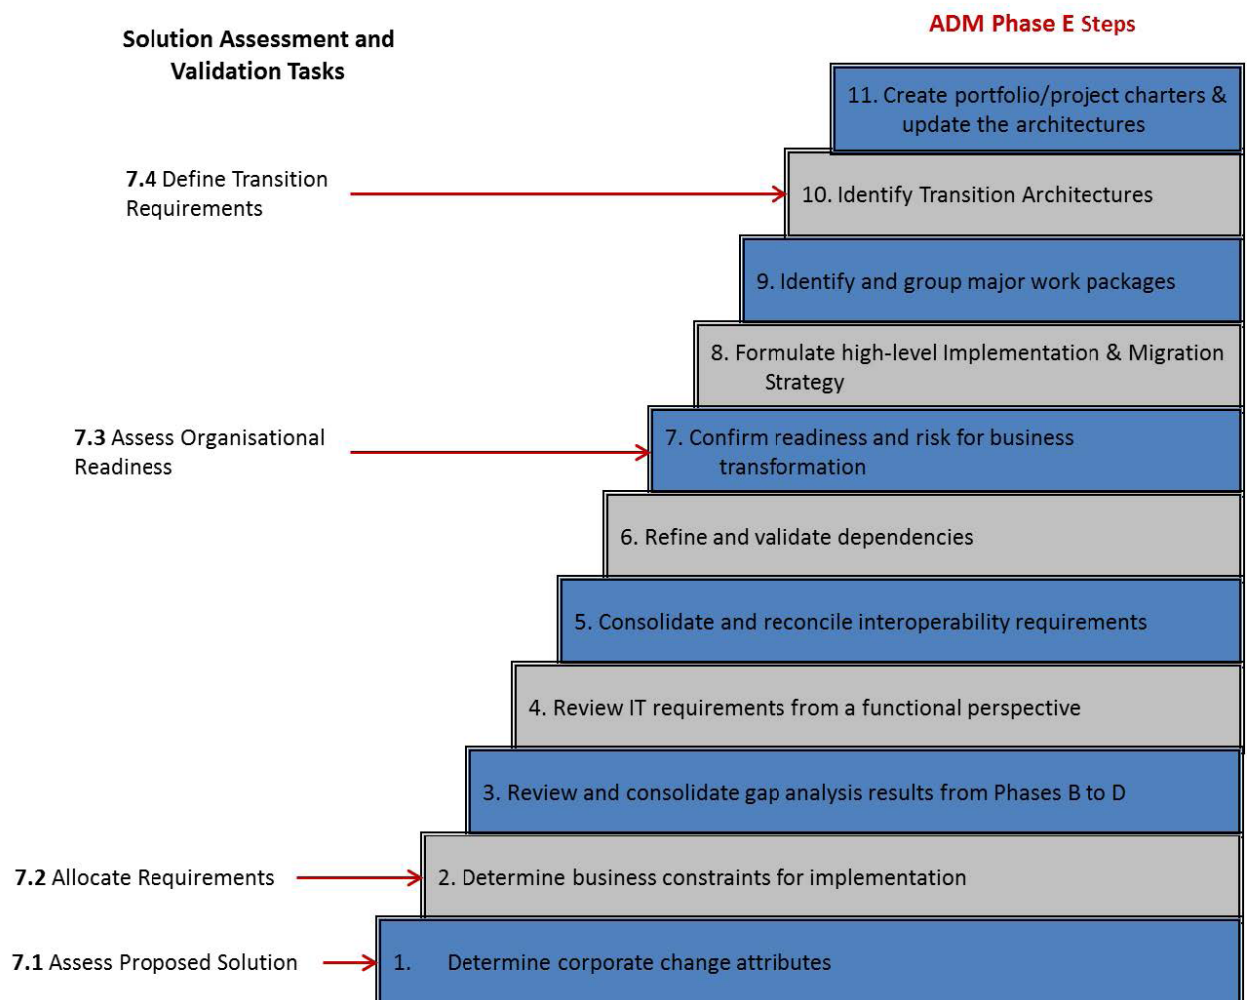 Solution Assessment and
Validation Tasks
ADM Phase E Steps
11. Create portfolio/project charters &
update the architectures
7.4 Define Transition
Requirements
10. Identify Transition Architectures
9. Identify and group major work packages
8. Formulate high-level Implementation & Migration
Strategy
7.3 Assess Organisational
Readiness
7. Confirm readiness and risk for business
transformation
6. Refine and validate dependencies
5. Consolidate and reconcile interoperability requirements
4. Review IT requirements from a functional perspective
3. Review and consolidate gap analysis results from Phases B to D
7.2 Allocate Requirements
2. Determine business constraints for implementation
7.1 Assess Proposed Solution
1. Determine corporate change attributes